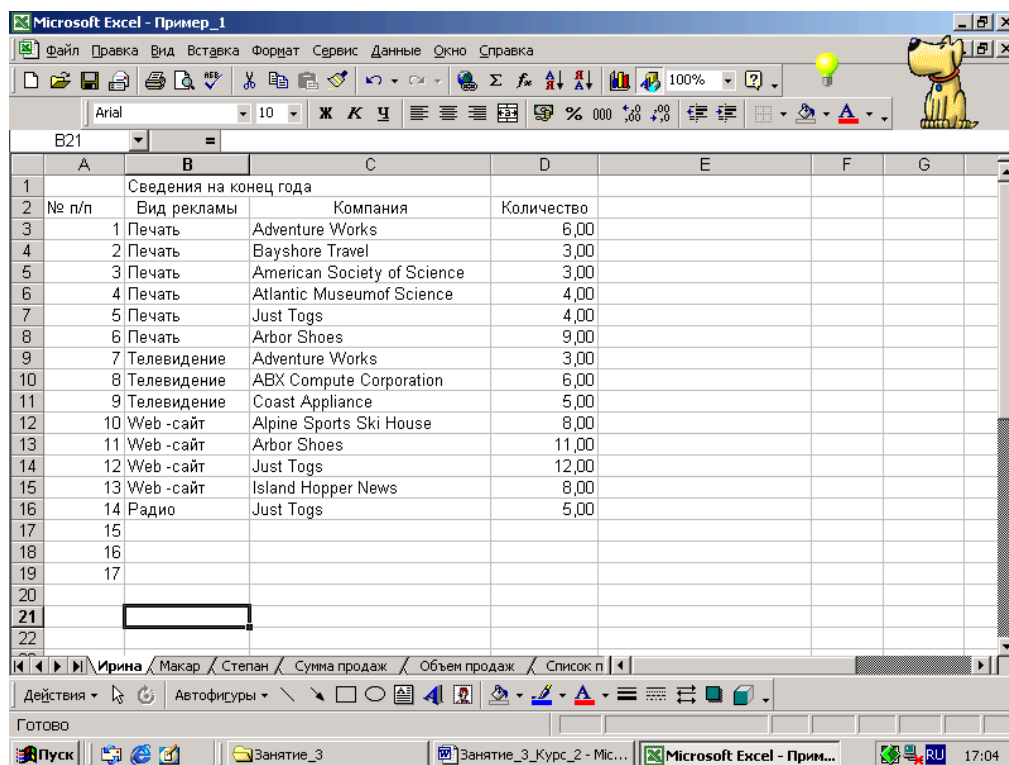 Microsoft Excel - Пример_1
Файл Правка Вид Вставка Формат Сервис Данные Окно Справка
100%
Arial 10 Ж К Ч % 000
B21 =
A B C D E F G
1 Сведения на конец года
2 № п/п Вид рекламы Компания Количество
3 1 Печать Adventure Works 6,00
4 2 Печать Bayshore Travel 3,00
5 3 Печать American Society of Science 3,00
6 4 Печать Atlantic Museumof Science 4,00
7 5 Печать Just Togs 4,00
8 6 Печать Arbor Shoes 9,00
9 7 Телевидение Adventure Works 3,00
10 8 Телевидение ABX Compute Corporation 6,00
11 9 Телевидение Coast Appliance 5,00
12 10 Web -сайт Alpine Sports Ski House 8,00
13 11 Web -сайт Arbor Shoes 11,00
14 12 Web -сайт Just Togs 12,00
15 13 Web -сайт Island Hopper News 8,00
16 14 Радио Just Togs 5,00
17 15
18 16
19 17
20
21
22
Ирина Макар Степан Сумма продаж Объем продаж Список п
Действия Автофигуры
Готово
Пуск Занятие_3 Занятие_3_Курс_2 - Mic... Microsoft Excel - Прим... RU 17:04